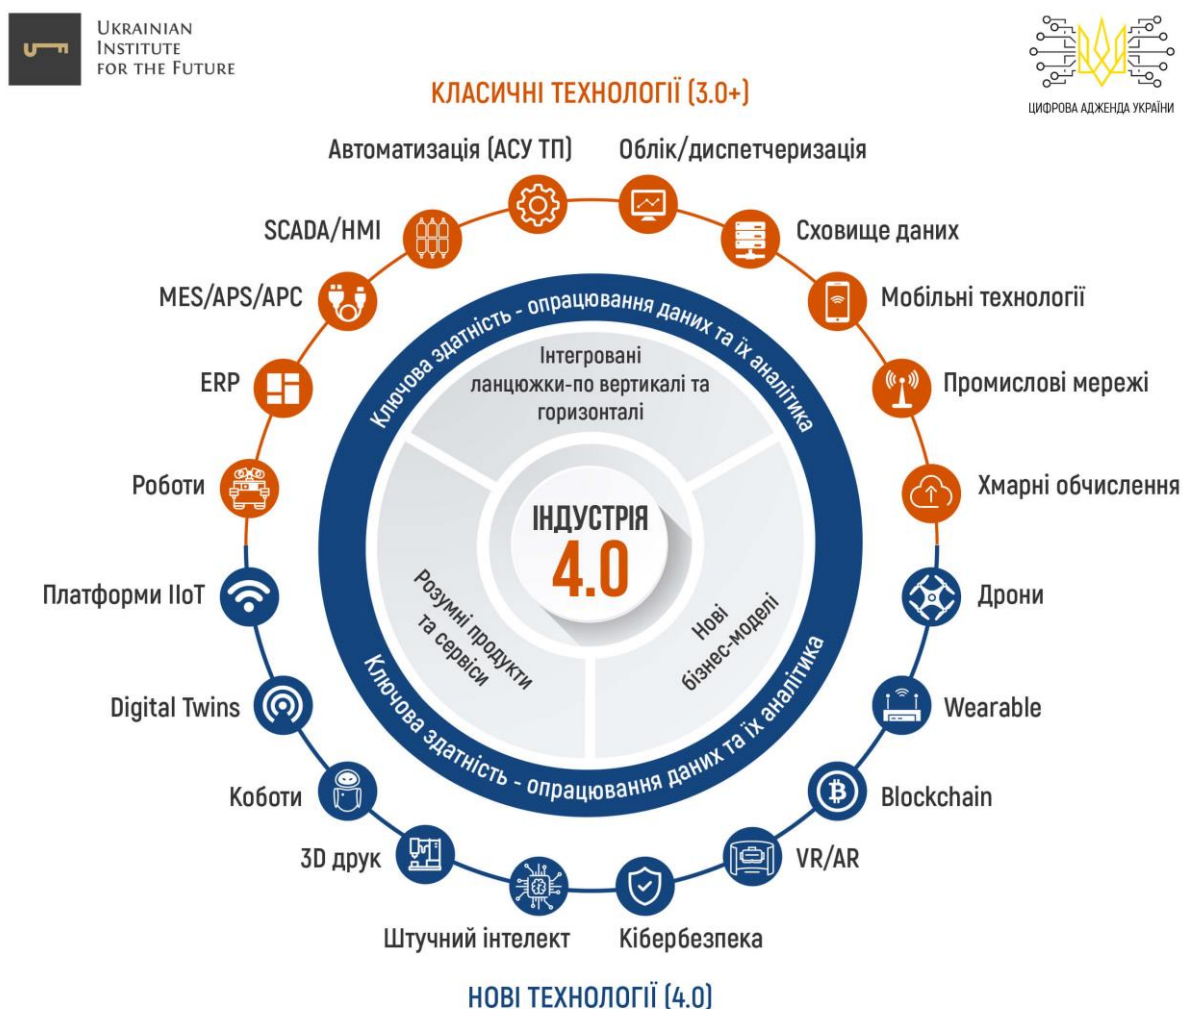 UKRAINIAN
INSTITUTE
FOR THE FUTURE
ЦИФРОВА АДЖЕНДА УКРАЇНИ
КЛАСИЧНІ ТЕХНОЛОГІЇ (3.0+)
Автоматизація (АСУ ТП)
Облік/диспетчеризація
SCADA/HMI
Сховище даних
MES/APS/APC
Мобільні технології
ERP
Промислові мережі
Роботи
Хмарні обчислення
Ключова здатність - опрацювання даних та їх аналітика
Інтегровані
ланцюжки-по вертикалі та
горизонталі
ІНДУСТРІЯ
4.0
Розумні продукти
та сервіси
Нові
бізнес-моделі
Ключова здатність - опрацювання даних та їх аналітика
Платформи IIoT
Дрони
Digital Twins
Wearable
Коботи
Blockchain
3D друк
VR/AR
Штучний інтелект
Кібербезпека
НОВІ ТЕХНОЛОГІЇ (4.0)